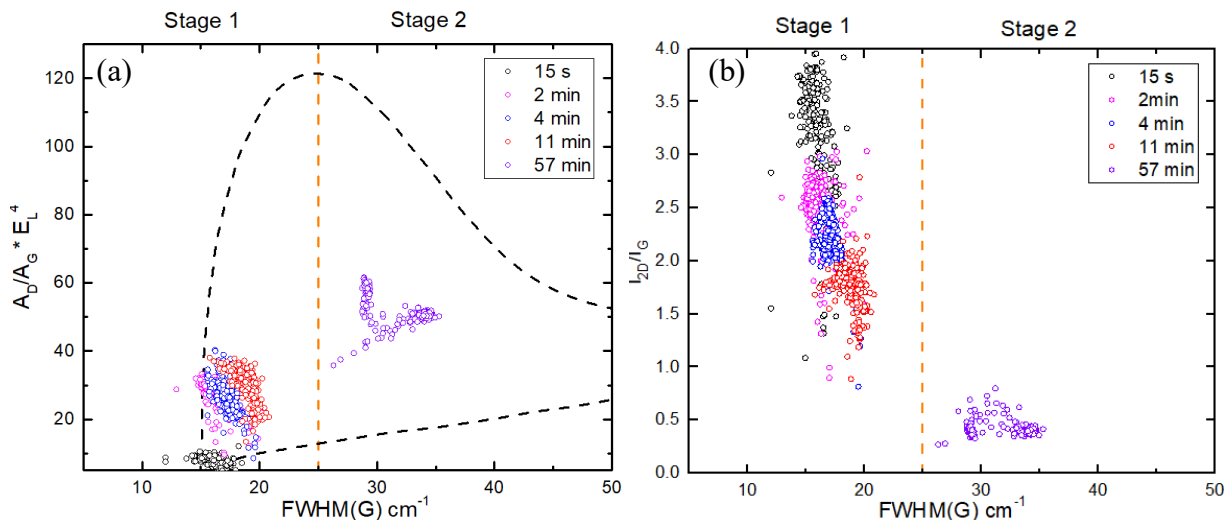 Stage 1 Stage 2
(a)
15 s
2 min
4 min
11 min
57 min
120
100
80
60
40
20
A_D/A_G * E_L^4
10 20 30 40 50
FWHM(G) cm^-1
Stage 1 Stage 2
(b)
15 s
2min
4 min
11 min
57 min
4.0
3.5
3.0
2.5
2.0
1.5
1.0
0.5
0.0
I_2D/I_G
10 20 30 40 50
FWHM(G) cm^-1